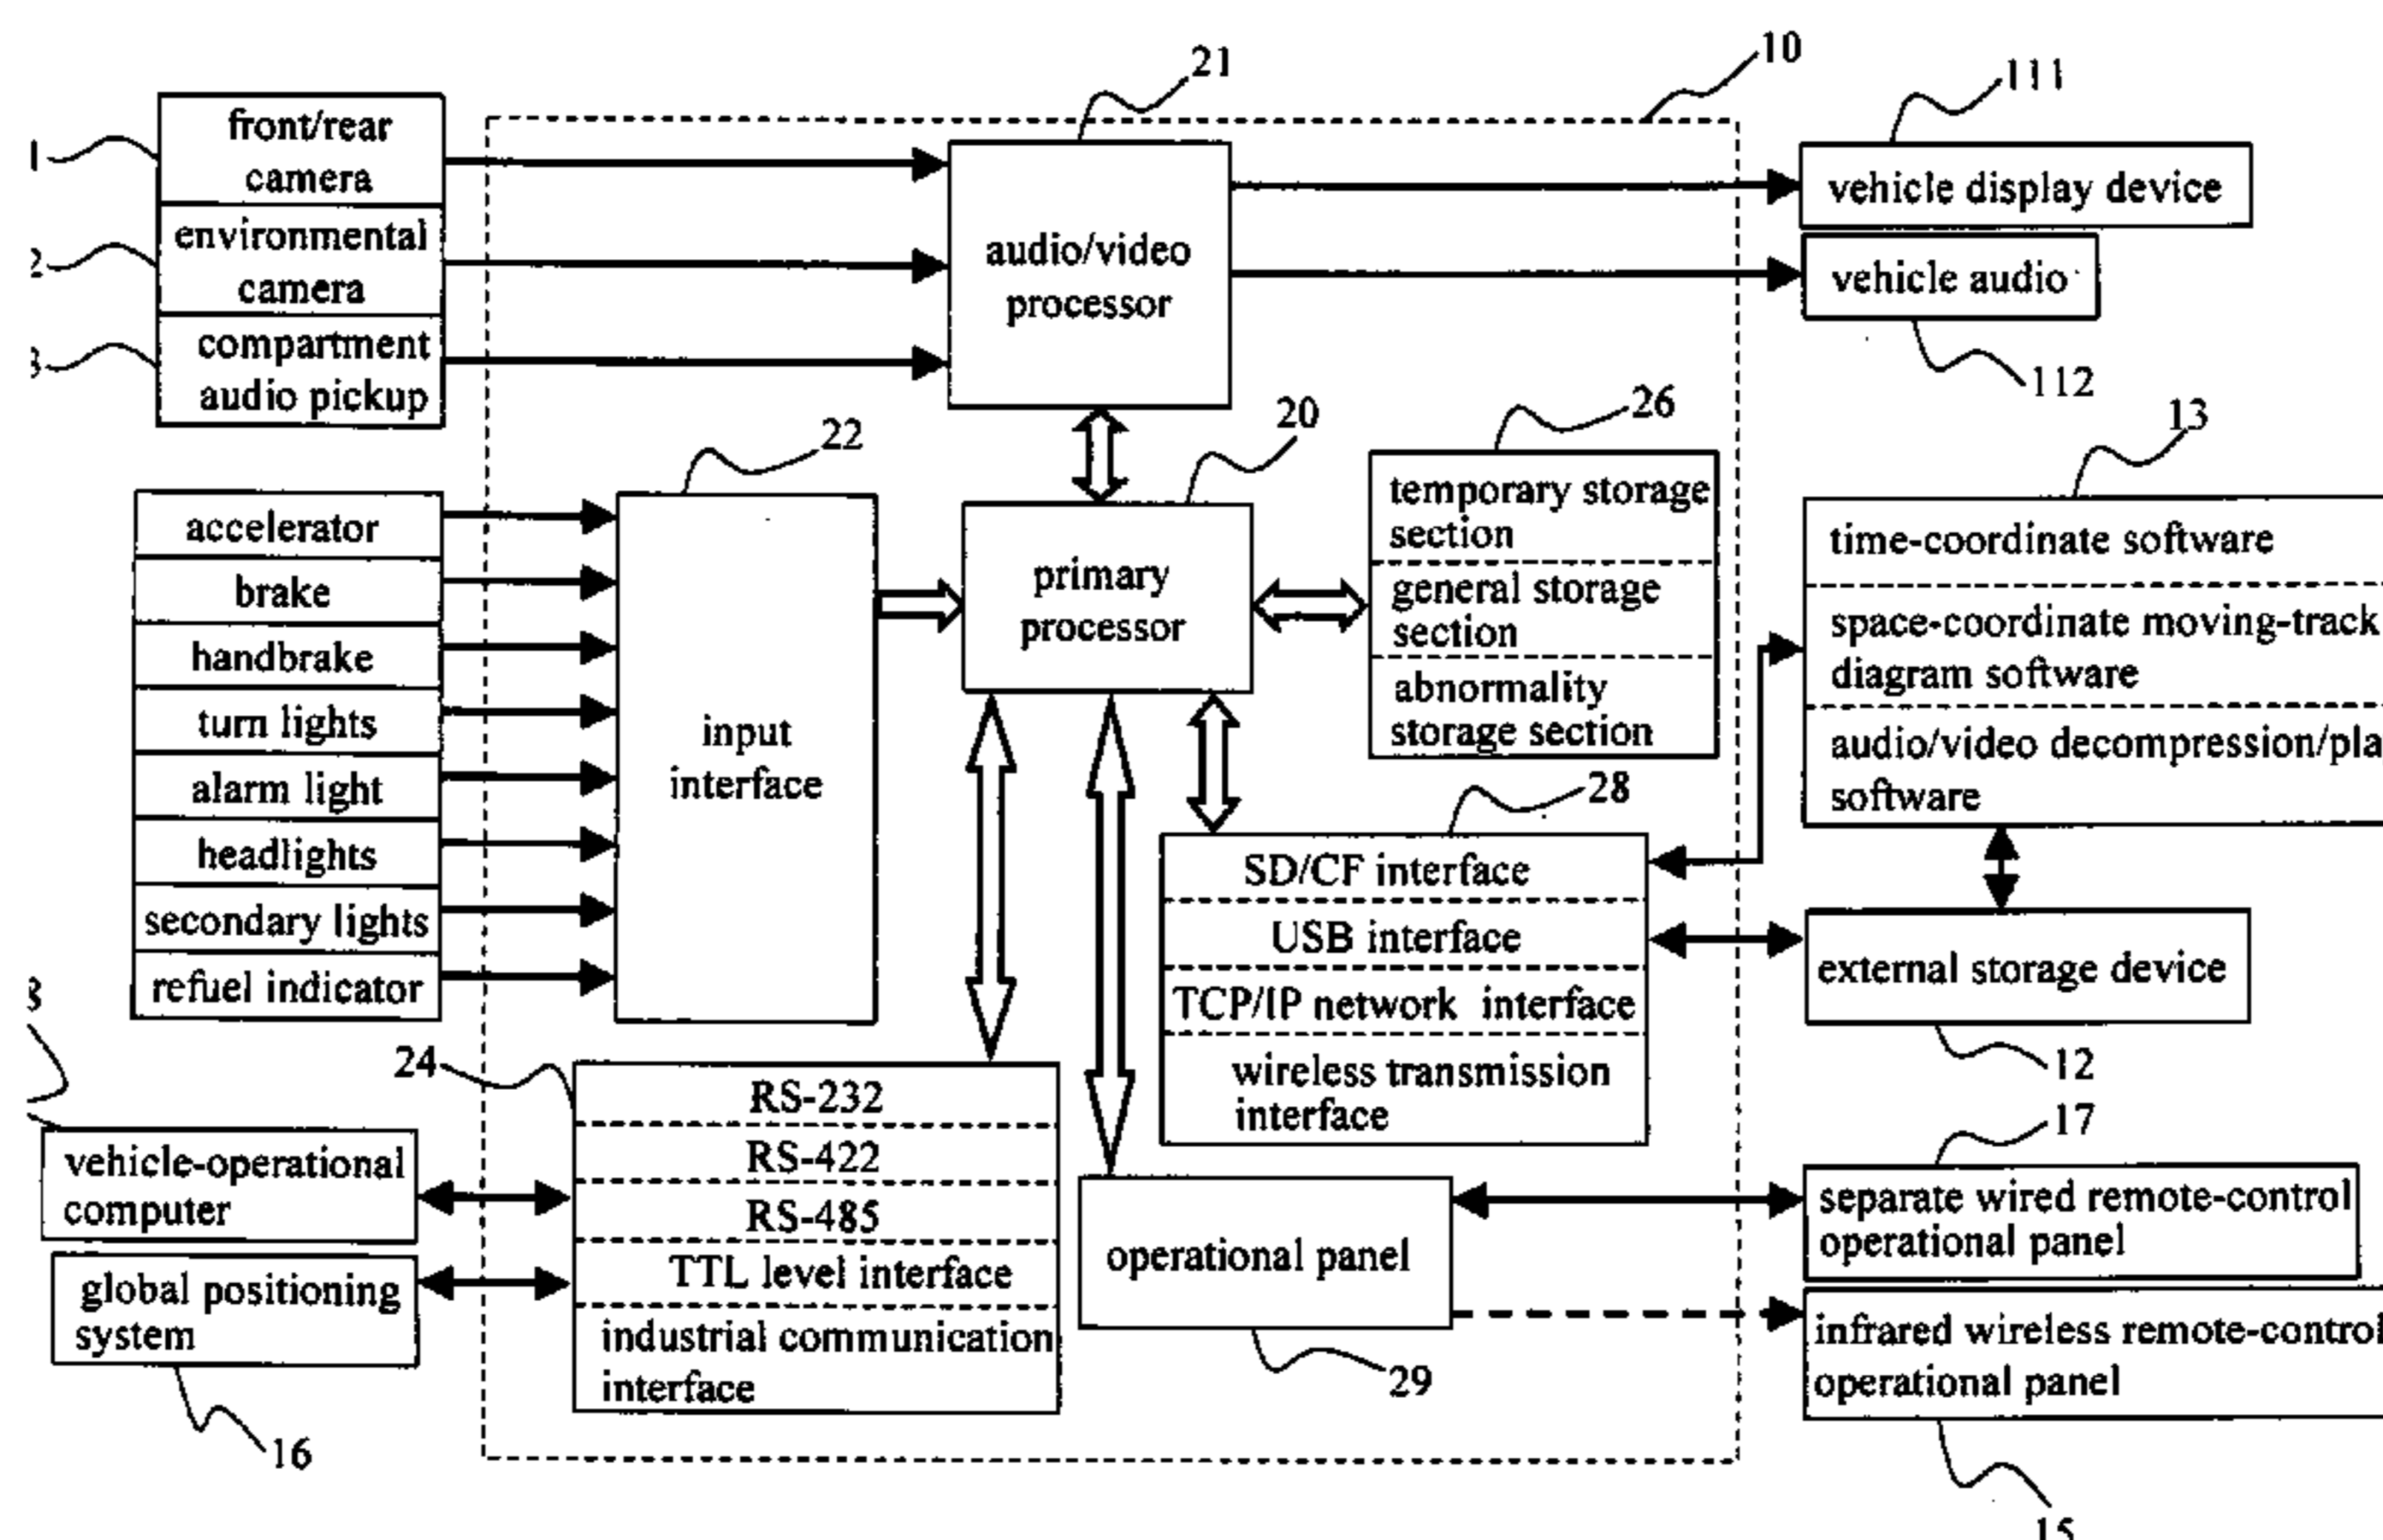 21
10
111
front/rear
camera
environmental
camera
compartment
audio pickup
audio/video
processor
vehicle display device
vehicle audio
112
22
20
26
13
accelerator
brake
handbrake
turn lights
alarm light
headlights
secondary lights
refuel indicator
input
interface
primary
processor
temporary storage
section
general storage
section
abnormality
storage section
time-coordinate software
space-coordinate moving-track
diagram software
audio/video decompression/pla
software
28
SD/CF interface
USB interface
TCP/IP network interface
wireless transmission
interface
external storage device
12
24
RS-232
RS-422
RS-485
TTL level interface
industrial communication
interface
vehicle-operational
computer
global positioning
system
16
operational panel
29
17
separate wired remote-control
operational panel
infrared wireless remote-control
operational panel
15